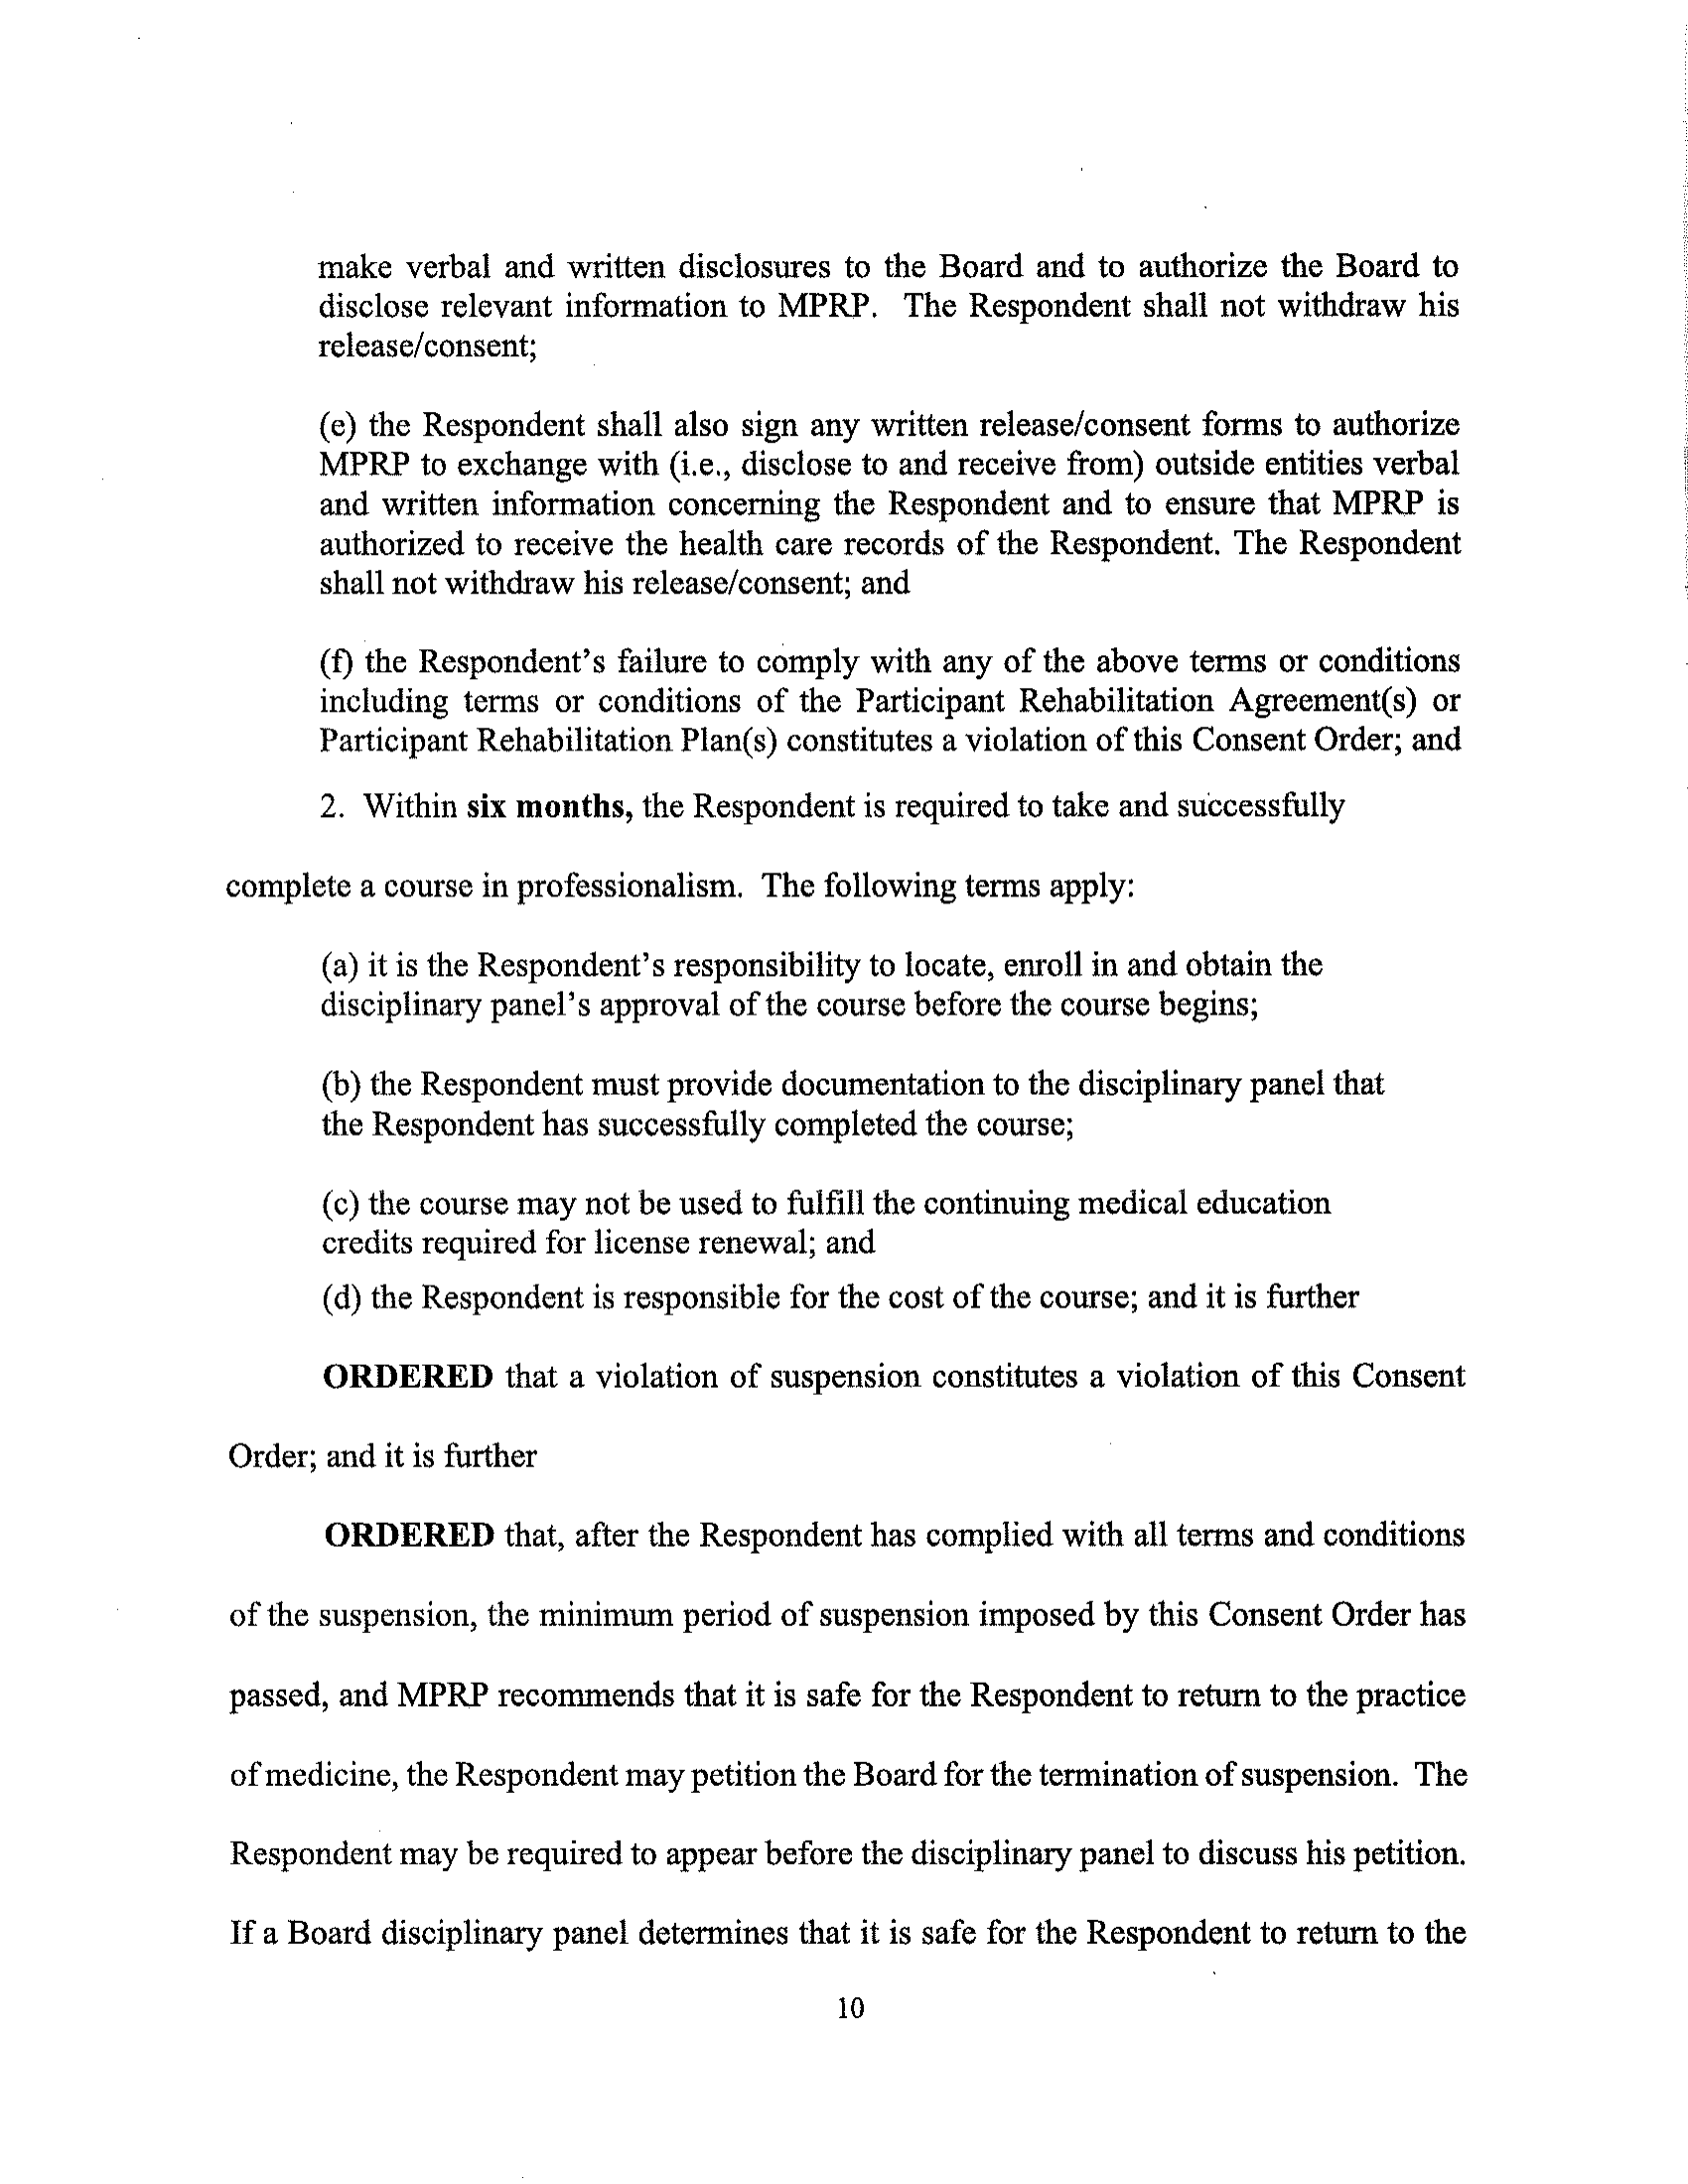 make verbal and written disclosures to the Board and to authorize the Board to
disclose relevant information to MPRP.  The Respondent shall not withdraw his
release/consent;
(e) the Respondent shall also sign any written release/consent forms to authorize
MPRP to exchange with (i.e., disclose to and receive from) outside entities verbal
and written information concerning the Respondent and to ensure that MPRP is
authorized to receive the health care records of the Respondent. The Respondent
shall not withdraw his release/consent; and
(f) the Respondent's failure to comply with any of the above terms or conditions
including terms or conditions of the Participant Rehabilitation Agreement(s) or
Participant Rehabilitation Plan(s) constitutes a violation of this Consent Order; and
2.  Within six months, the Respondent is required to take and successfully
complete a course in professionalism.  The following terms apply:
(a) it is the Respondent's responsibility to locate, enroll in and obtain the
disciplinary panel's approval of the course before the course begins;
(b) the Respondent must provide documentation to the disciplinary panel that
the Respondent has successfully completed the course;
(c) the course may not be used to fulfill the continuing medical education
credits required for license renewal; and
(d) the Respondent is responsible for the cost of the course; and it is further
ORDERED that a violation of suspension constitutes a violation of this Consent
Order; and it is further
ORDERED that, after the Respondent has complied with all terms and conditions
of the suspension, the minimum period of suspension imposed by this Consent Order has
passed, and MPRP recommends that it is safe for the Respondent to return to the practice
of medicine, the Respondent may petition the Board for the termination of suspension.  The
Respondent may be required to appear before the disciplinary panel to discuss his petition.
If a Board disciplinary panel determines that it is safe for the Respondent to return to the
10